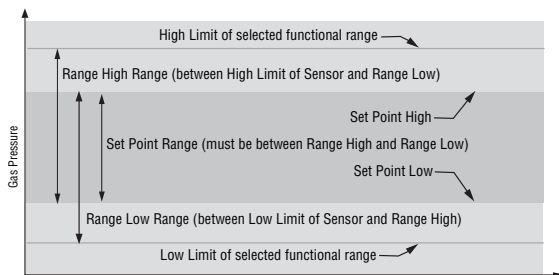 High Limit of selected functional range
Range High Range (between High Limit of Sensor and Range Low)
Set Point High
Set Point Range (must be between Range High and Range Low)
Set Point Low
Range Low Range (between Low Limit of Sensor and Range High)
Low Limit of selected functional range
Gas Pressure